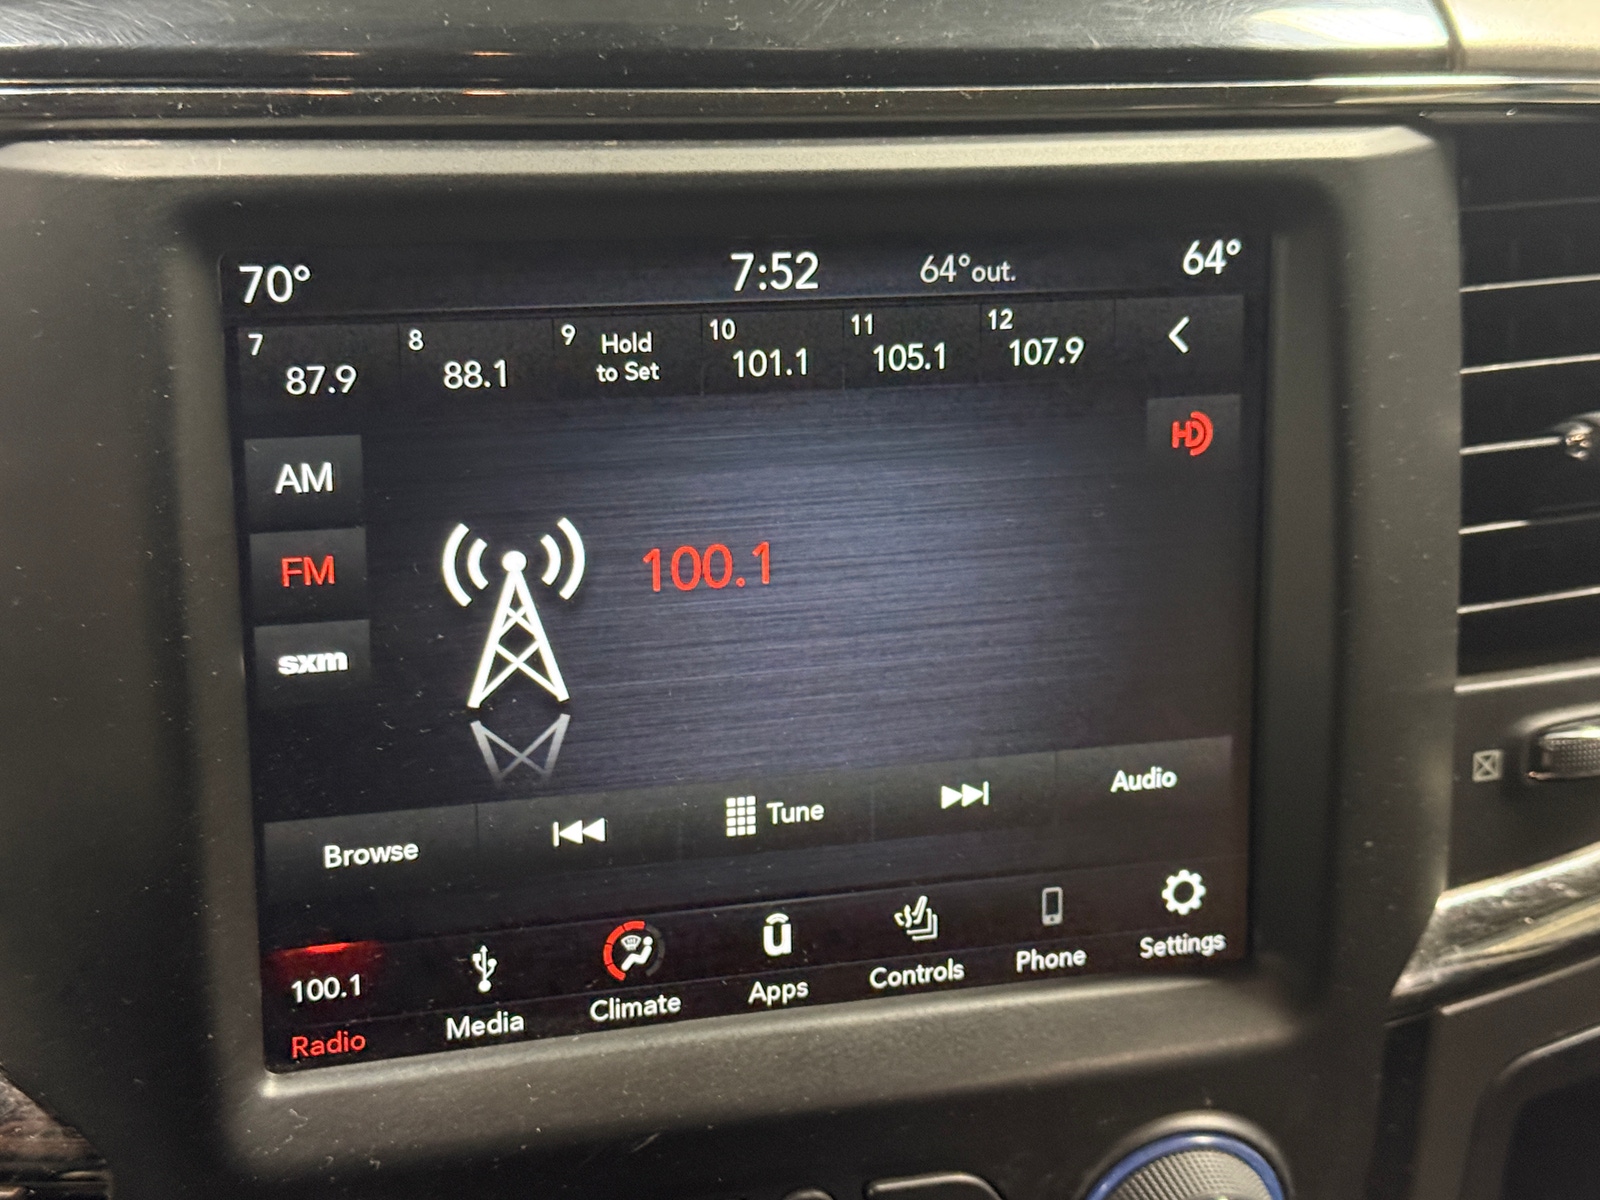 70° 7:52 64°out. 64°
7 8 9 10 11 12
87.9 88.1 Hold to Set 101.1 105.1 107.9
HD
AM
FM 100.1
sxm
Browse Tune Audio
100.1
Radio Media Climate Apps Controls Phone Settings